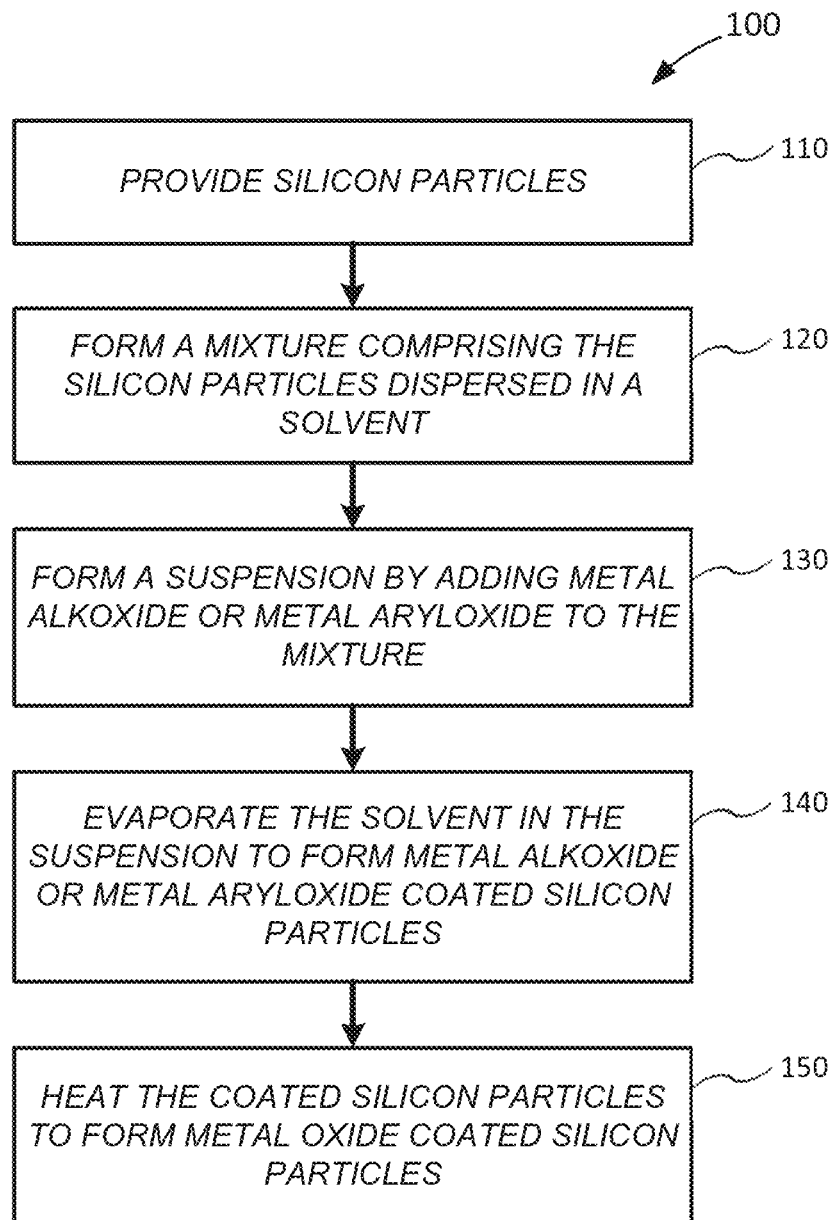 100
PROVIDE SILICON PARTICLES
110
FORM A MIXTURE COMPRISING THE
SILICON PARTICLES DISPERSED IN A
SOLVENT
120
FORM A SUSPENSION BY ADDING METAL
ALKOXIDE OR METAL ARYLOXIDE TO THE
MIXTURE
130
EVAPORATE THE SOLVENT IN THE
SUSPENSION TO FORM METAL ALKOXIDE
OR METAL ARYLOXIDE COATED SILICON
PARTICLES
140
HEAT THE COATED SILICON PARTICLES
TO FORM METAL OXIDE COATED SILICON
PARTICLES
150